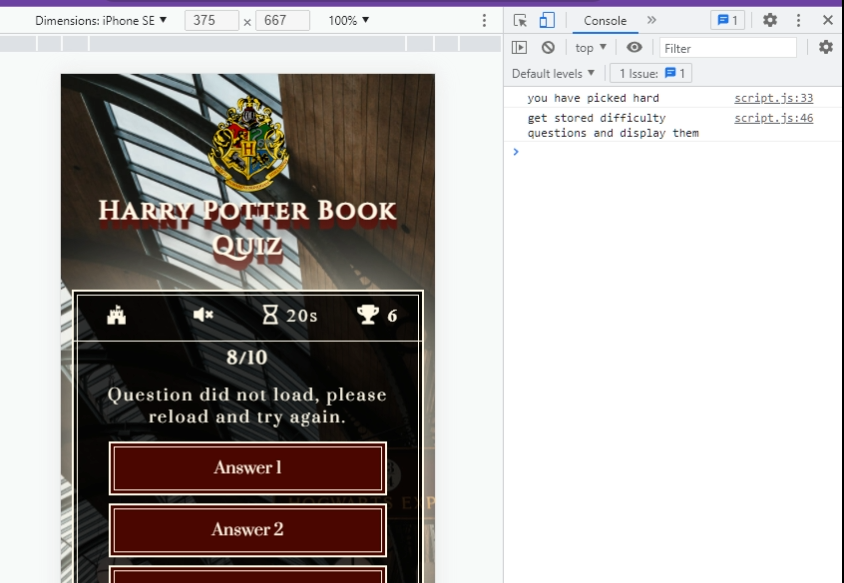 Dimensions: iPhone SE ▼ 375 × 667 100% ▼
Console » 1
top ▼ Filter
Default levels ▼ 1 Issue: 1
you have picked hard script.js:33
get stored difficulty script.js:46
questions and display them
Harry Potter Book
Quiz
20s 6
8/10
Question did not load, please
reload and try again.
Answer 1
Answer 2